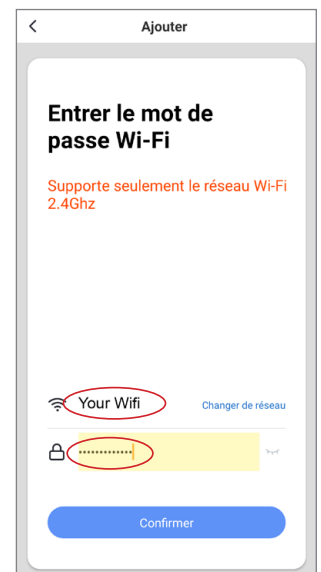 Ajouter
Entrer le mot de
passe Wi-Fi
Supporte seulement le réseau Wi-Fi
2.4Ghz
Your Wifi
Changer de réseau
•••••••••••••
Confirmer